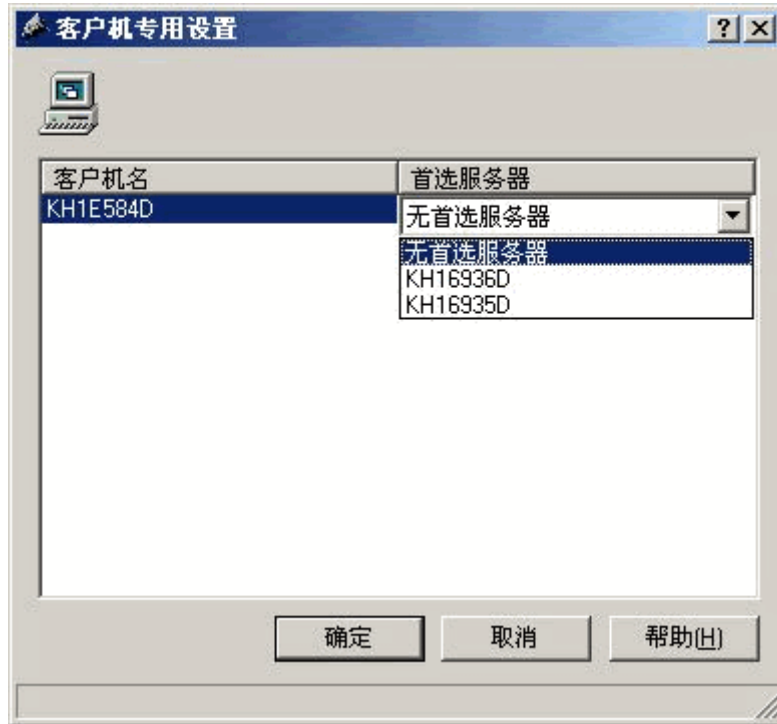 客户机专用设置
客户机名 首选服务器
KH1E584D 无首选服务器
无首选服务器
KH16936D
KH16935D
确定 取消 帮助(H)